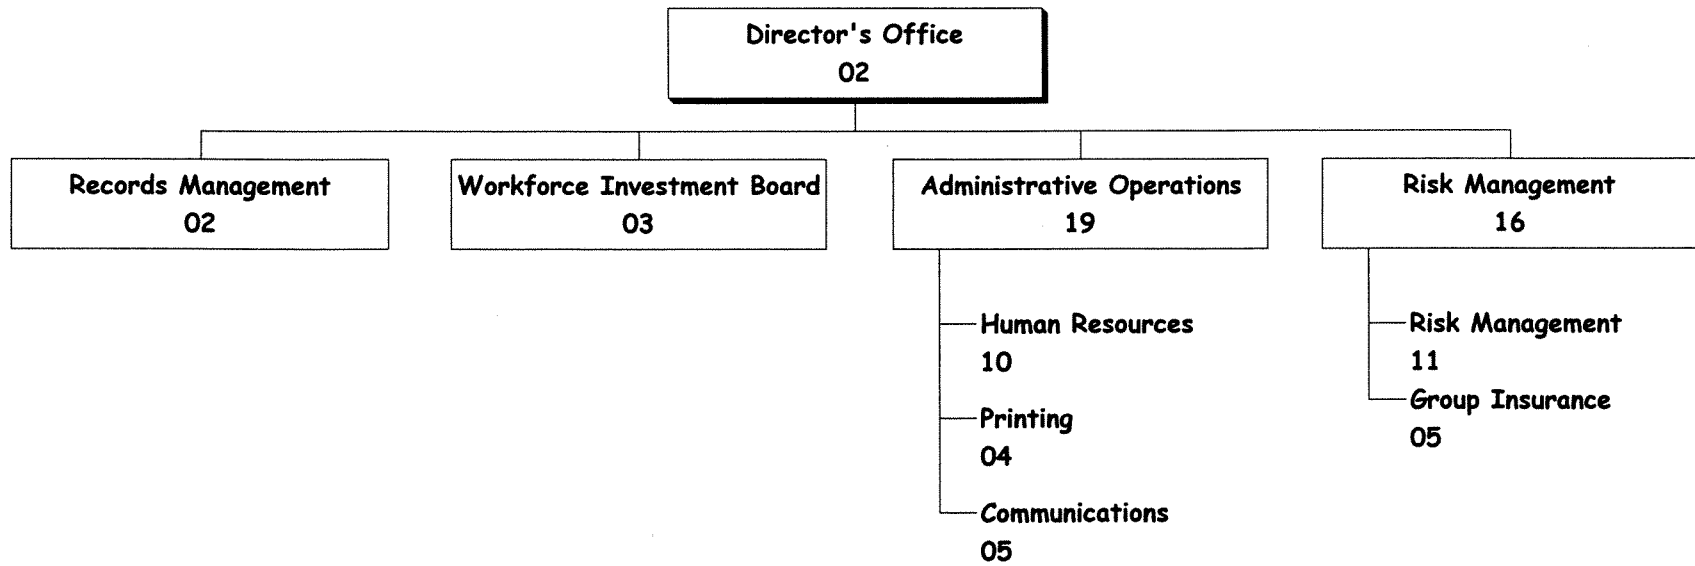 Director's Office
02
Records Management
02
Workforce Investment Board
03
Administrative Operations
19
Risk Management
16
Human Resources
10
Printing
04
Communications
05
Risk Management
11
Group Insurance
05